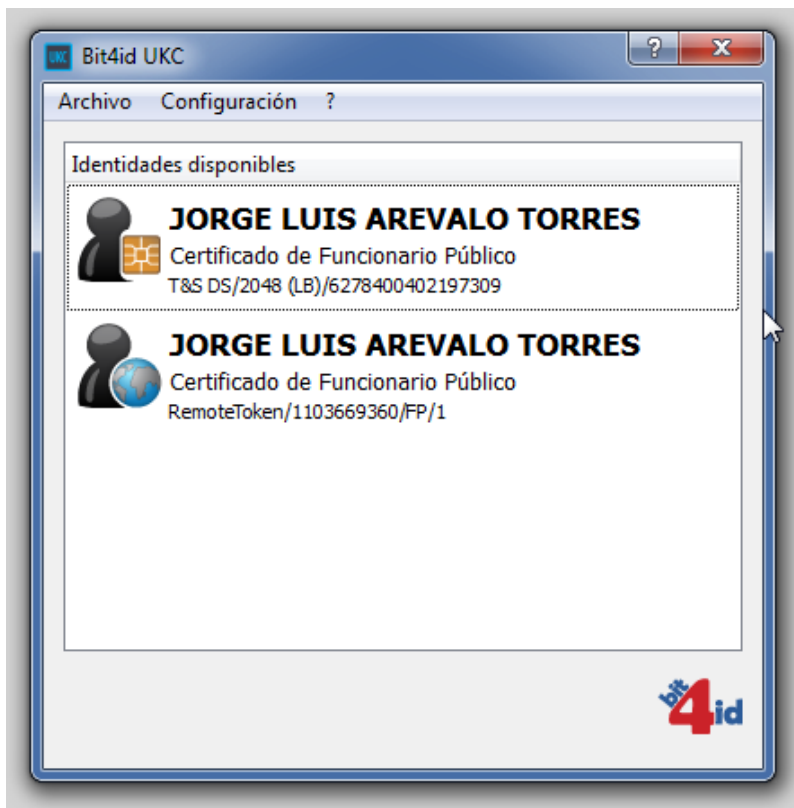 UKC Bit4id UKC ?
Archivo Configuración ?
Identidades disponibles
JORGE LUIS AREVALO TORRES
Certificado de Funcionario Público
T&S DS/2048 (LB)/6278400402197309
JORGE LUIS AREVALO TORRES
Certificado de Funcionario Público
RemoteToken/1103669360/FP/1
bit4id